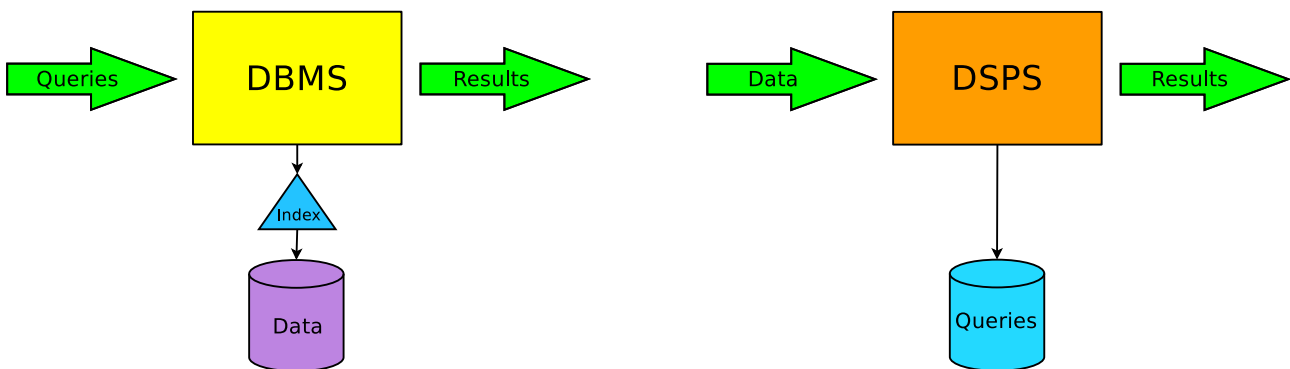 Queries
DBMS
Results
Index
Data
Data
DSPS
Results
Queries